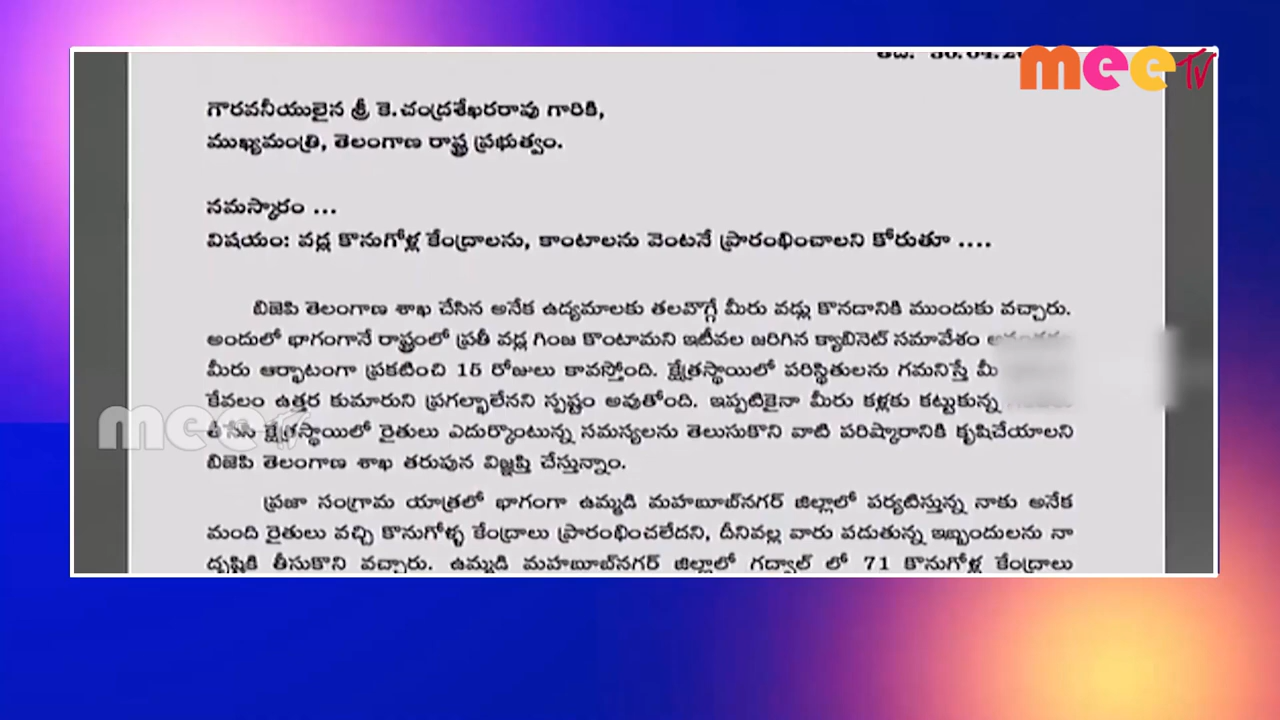 meeTV
గౌరవనీయులైన శ్రీ కె.చంద్రశేఖరరావు గారికి,
ముఖ్యమంత్రి, తెలంగాణ రాష్ట్ర ప్రభుత్వం.
నమస్కారం ...
విషయం: వడ్ల కొనుగోళ్ల కేంద్రాలను, కాంటాలను వెంటనే ప్రారంభించాలని కోరుతూ ....
బిజెపి తెలంగాణ శాఖ చేసిన అనేక ఉద్యమాలకు తలవొగ్గే మీరు వడ్లు కొనడానికి ముందుకు వచ్చారు.
అందులో భాగంగానే రాష్ట్రంలో ప్రతీ వడ్ల గింజ కొంటామని ఇటీవల జరిగిన క్యాబినెట్ సమావేశం
మీరు ఆర్భాటంగా ప్రకటించి 15 రోజులు కావస్తోంది. క్షేత్రస్థాయిలో పరిస్థితులను గమనిస్తే మీ
కేవలం ఉత్తర కుమారుని ప్రగల్భాలేనని స్పష్టం అవుతోంది. ఇప్పటికైనా మీరు కళ్లకు కట్టుకున్న
తీసేసి క్షేత్రస్థాయిలో రైతులు ఎదుర్కొంటున్న సమస్యలను తెలుసుకొని వాటి పరిష్కారానికి కృషిచేయాలని
బిజెపి తెలంగాణ శాఖ తరుపున విజ్ఞప్తి చేస్తున్నాం.
ప్రజా సంగ్రామ యాత్రలో భాగంగా ఉమ్మడి మహబూబ్‌నగర్ జిల్లాలో పర్యటిస్తున్న నాకు అనేక
మంది రైతులు వచ్చి కొనుగోళ్ళ కేంద్రాలు ప్రారంభించలేదని, దీనివల్ల వారు పడుతున్న ఇబ్బందులను నా
దృష్టికి తీసుకొని వచ్చారు. ఉమ్మడి మహబూబ్‌నగర్ జిల్లాలో గద్వాల్ లో 71 కొనుగోళ్ల కేంద్రాలు